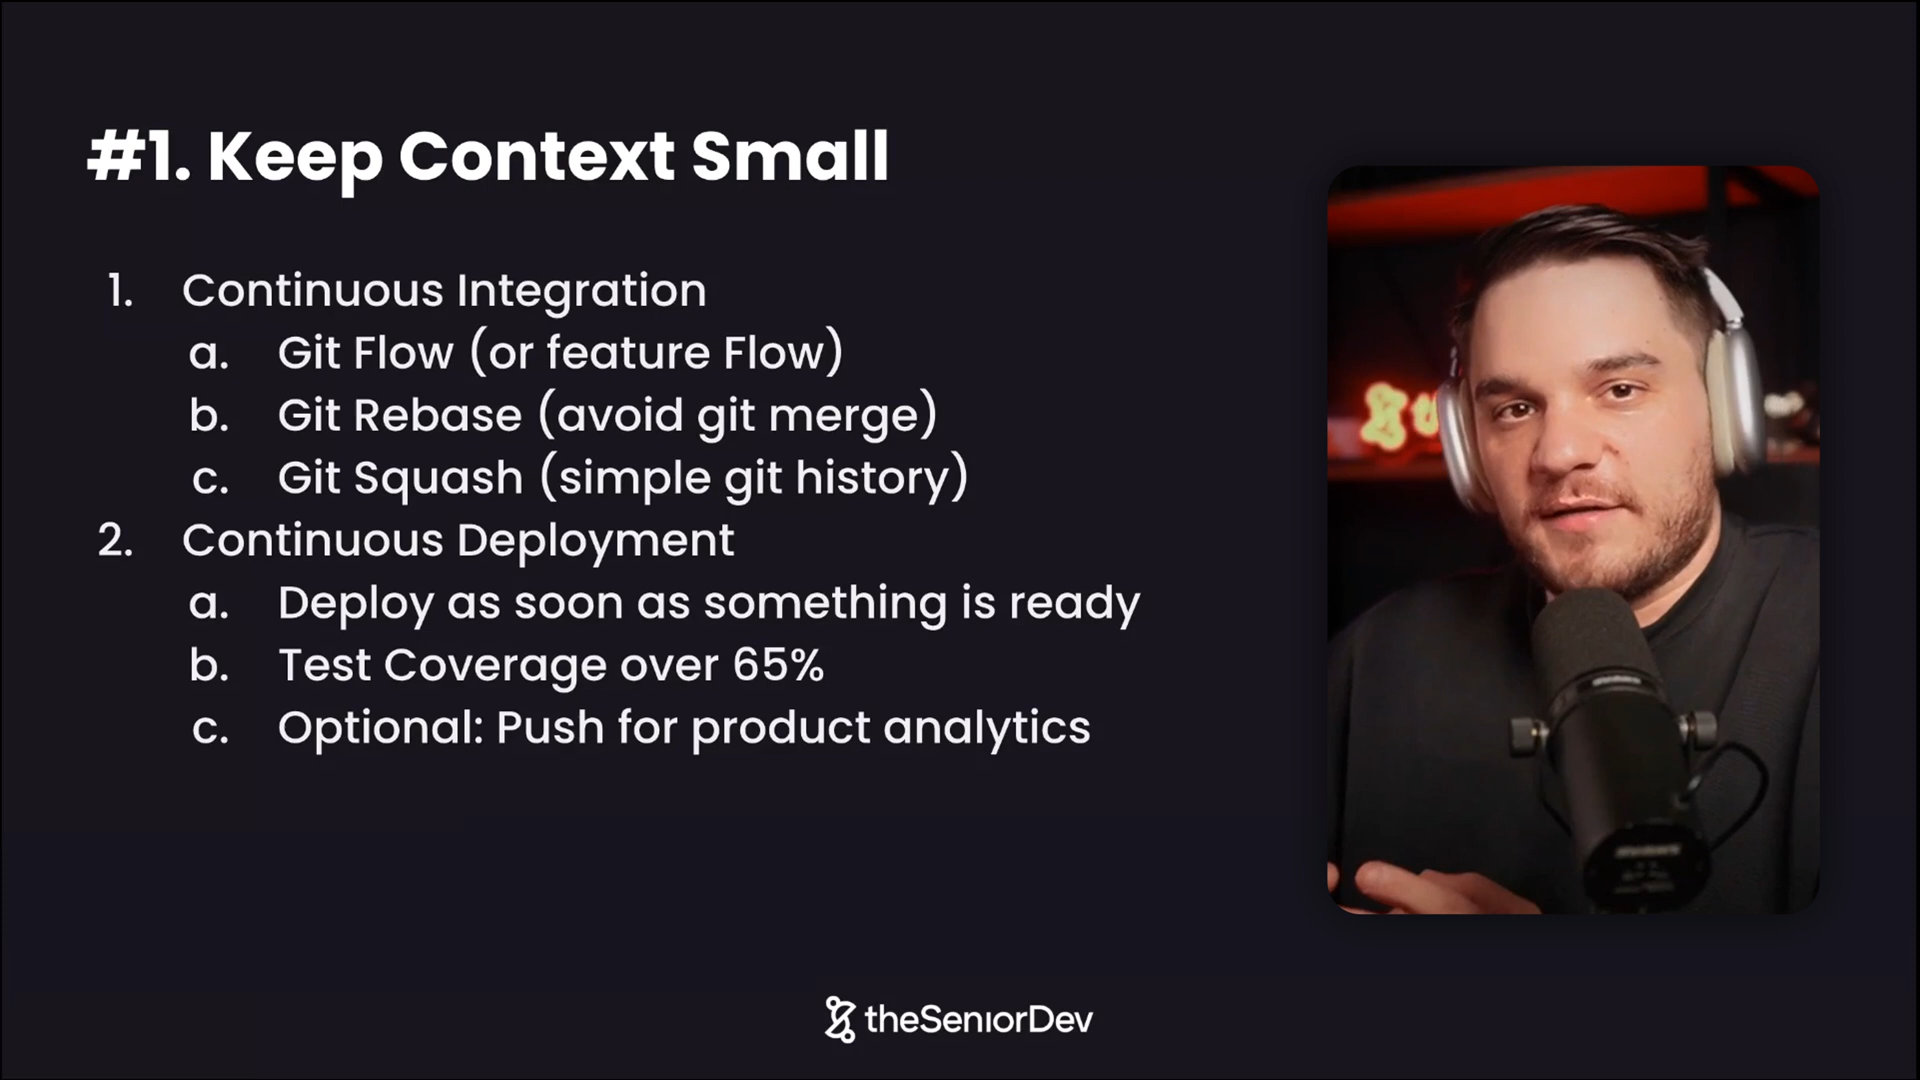 #1. Keep Context Small
1. Continuous Integration
a. Git Flow (or feature Flow)
b. Git Rebase (avoid git merge)
c. Git Squash (simple git history)
2. Continuous Deployment
a. Deploy as soon as something is ready
b. Test Coverage over 65%
c. Optional: Push for product analytics
theSeniorDev